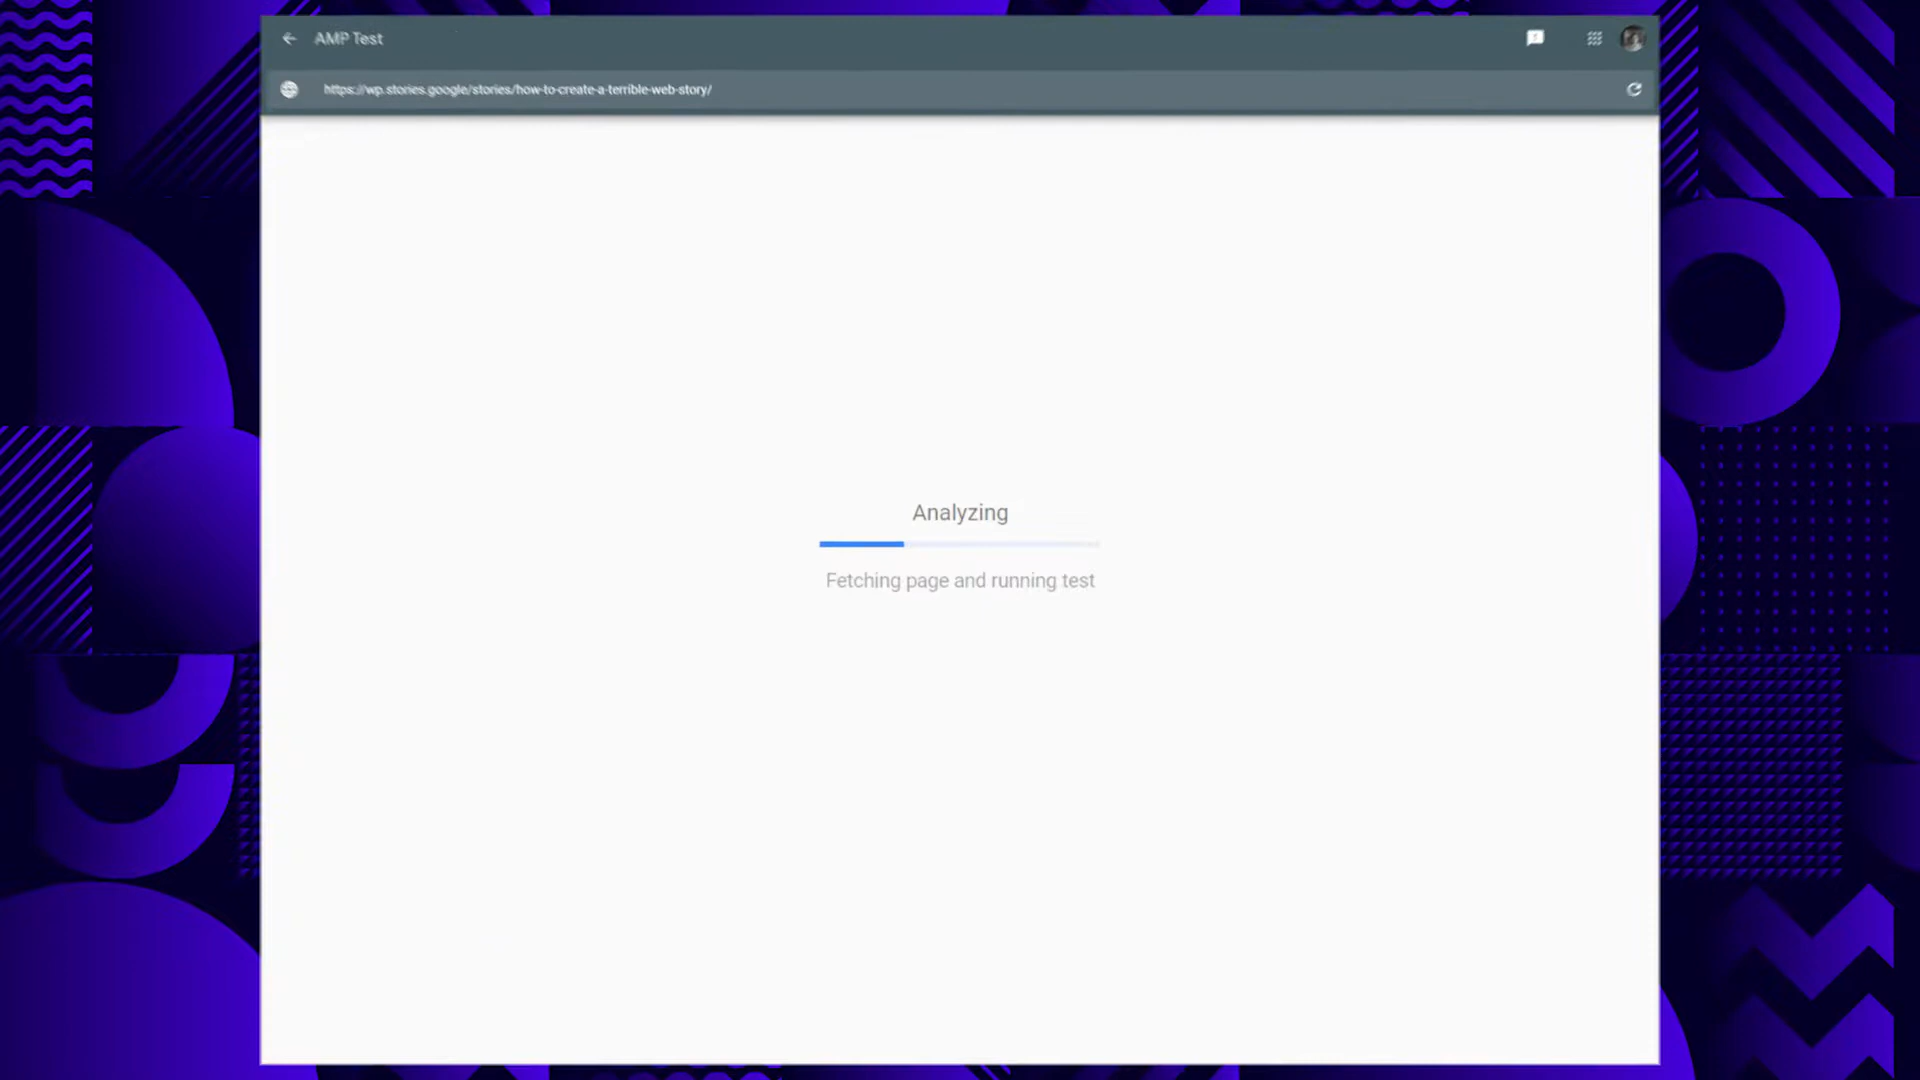 AMP Test
https://wp.stories.google/stories/how-to-create-a-terrible-web-story/
Analyzing
Fetching page and running test